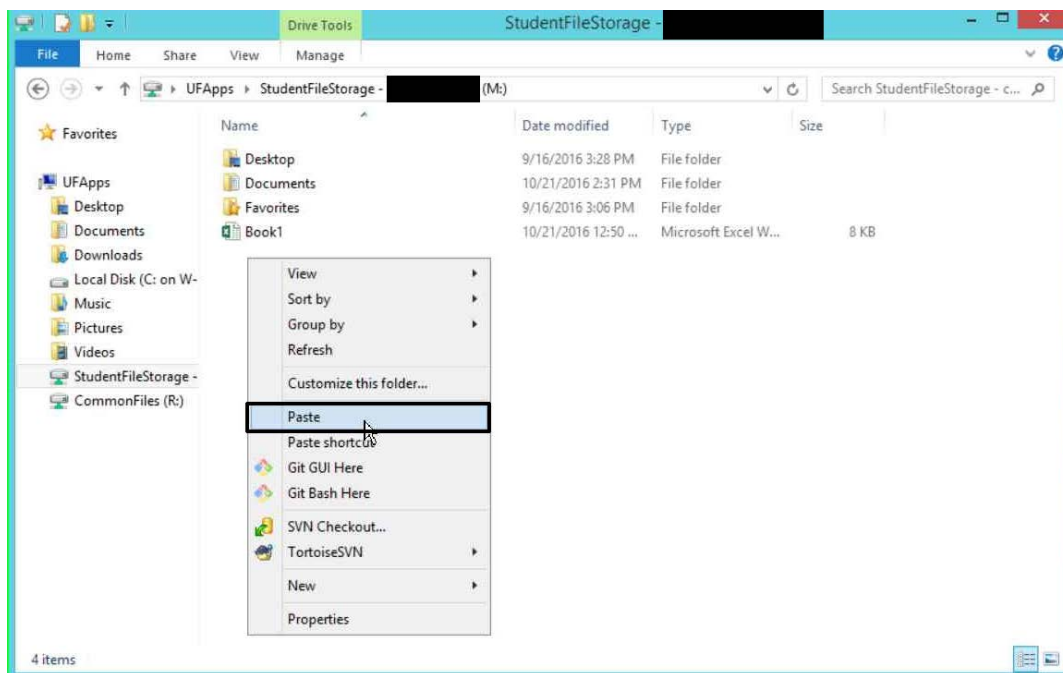 Drive Tools StudentFileStorage -
File Home Share View Manage
UFApps StudentFileStorage - (M:) Search StudentFileStorage - c...
Favorites
UFApps
Desktop
Documents
Downloads
Local Disk (C: on W-
Music
Pictures
Videos
StudentFileStorage -
CommonFiles (R:)
Name Date modified Type Size
Desktop 9/16/2016 3:28 PM File folder
Documents 10/21/2016 2:31 PM File folder
Favorites 9/16/2016 3:06 PM File folder
Book1 10/21/2016 12:50 ... Microsoft Excel W... 8 KB
View
Sort by
Group by
Refresh
Customize this folder...
Paste
Paste shortcut
Git GUI Here
Git Bash Here
SVN Checkout...
TortoiseSVN
New
Properties
4 items